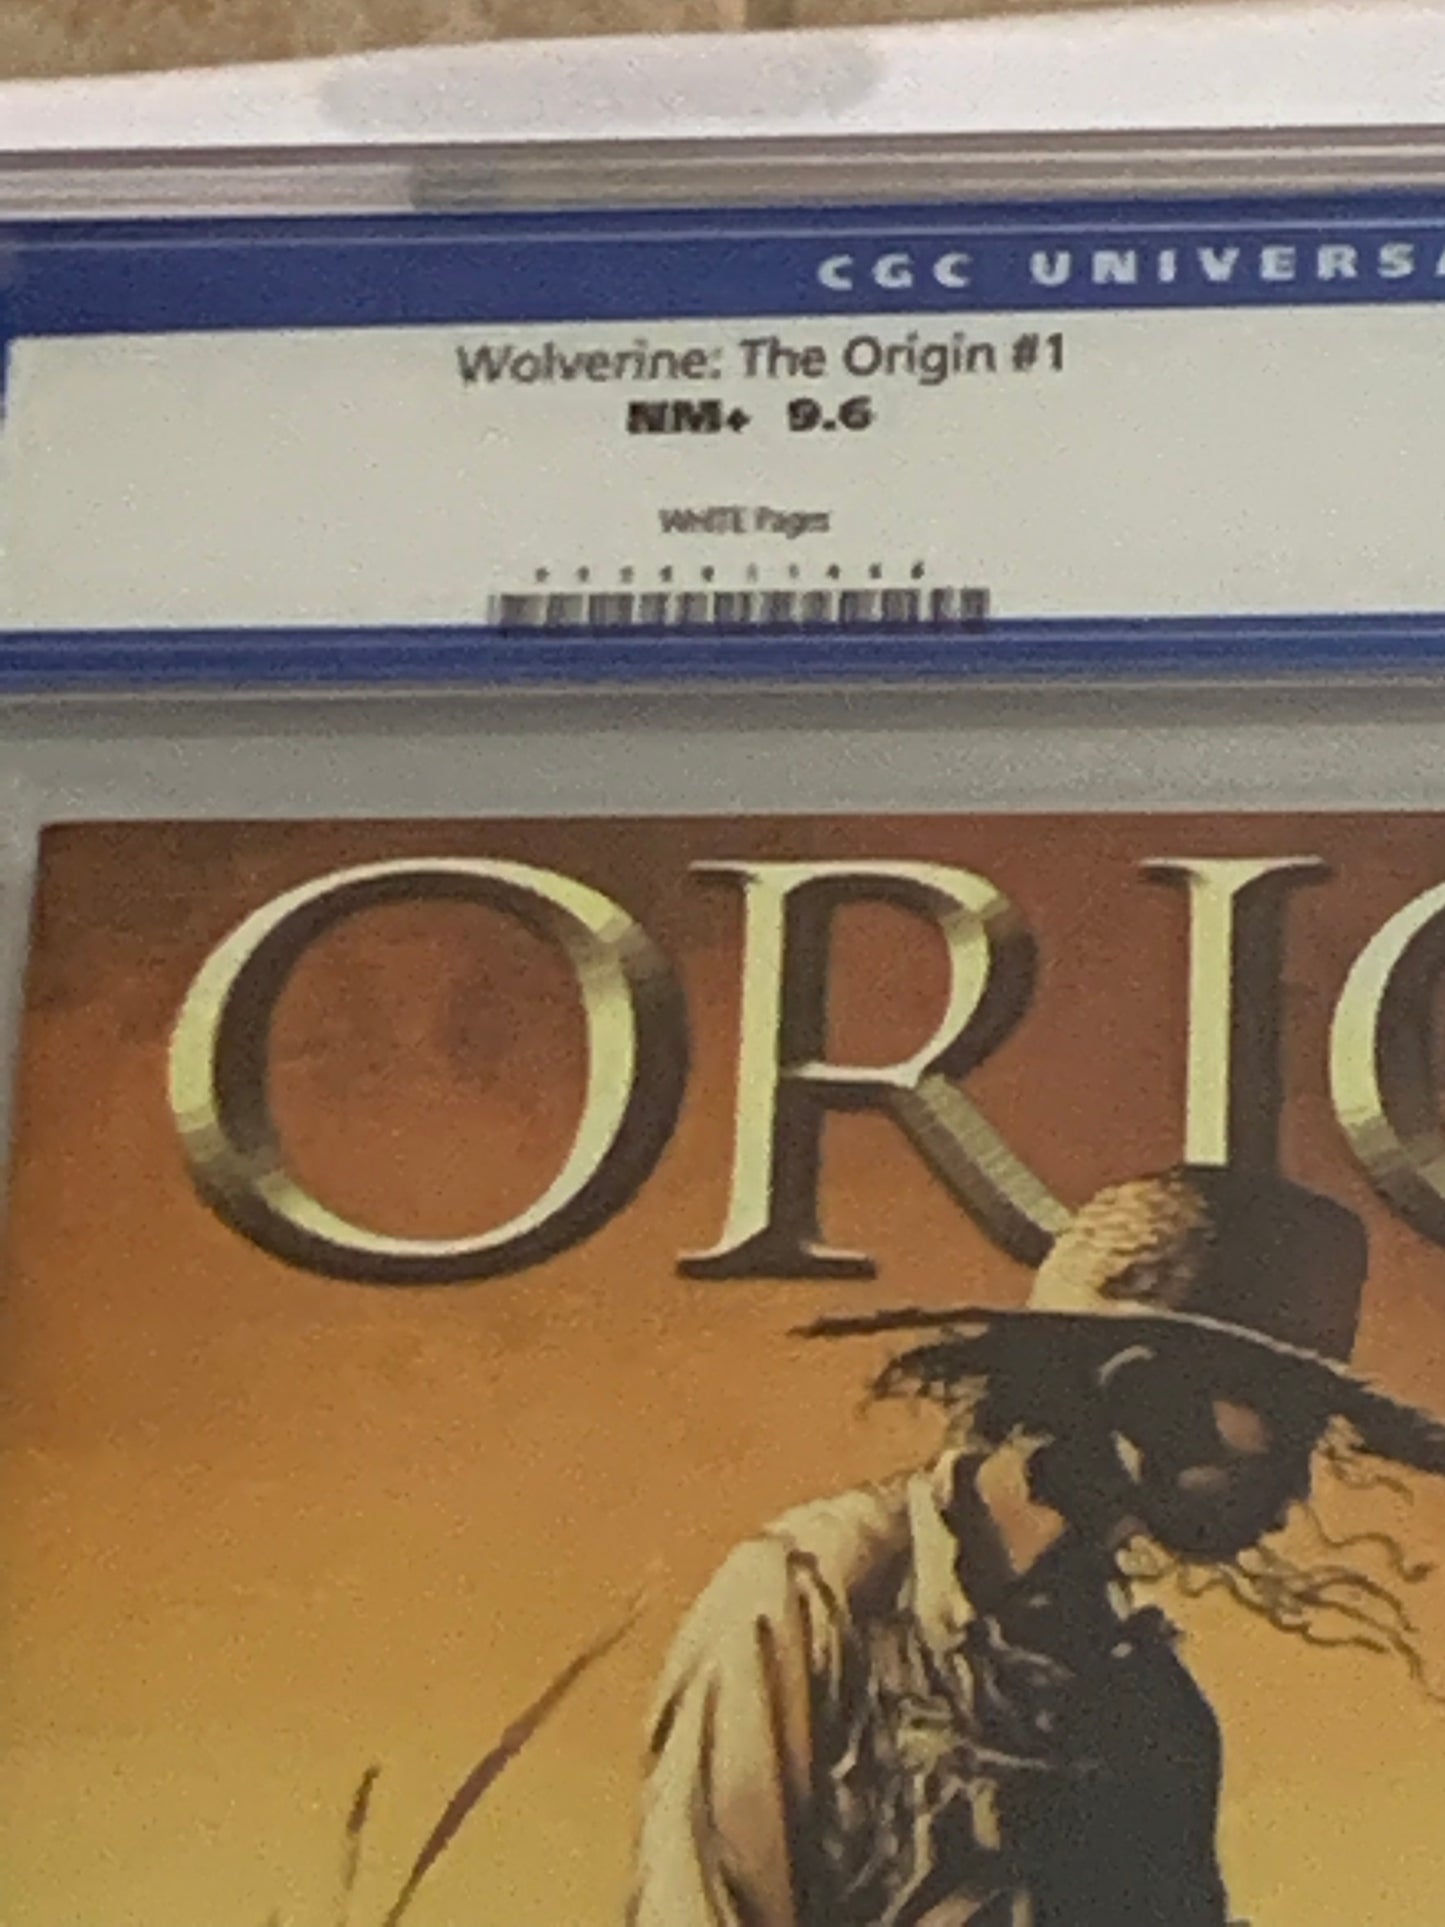 CGC UNIVERSA
Wolverine: The Origin #1
NM+ 9.6
WHITE Pages
ORIG